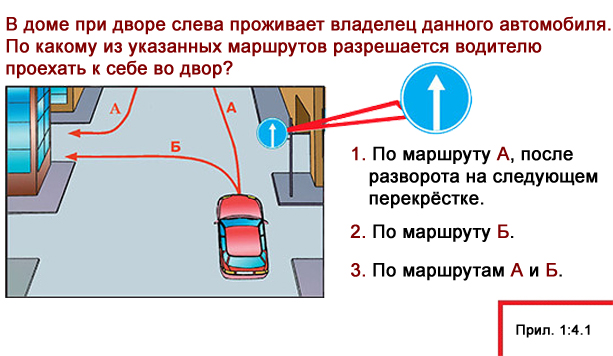 В доме при дворе слева проживает владелец данного автомобиля.
По какому из указанных маршрутов разрешается водителю
проехать к себе во двор?
А
А
Б
1. По маршруту А, после
разворота на следующем
перекрёстке.
2. По маршруту Б.
3. По маршрутам А и Б.
Прил. 1:4.1